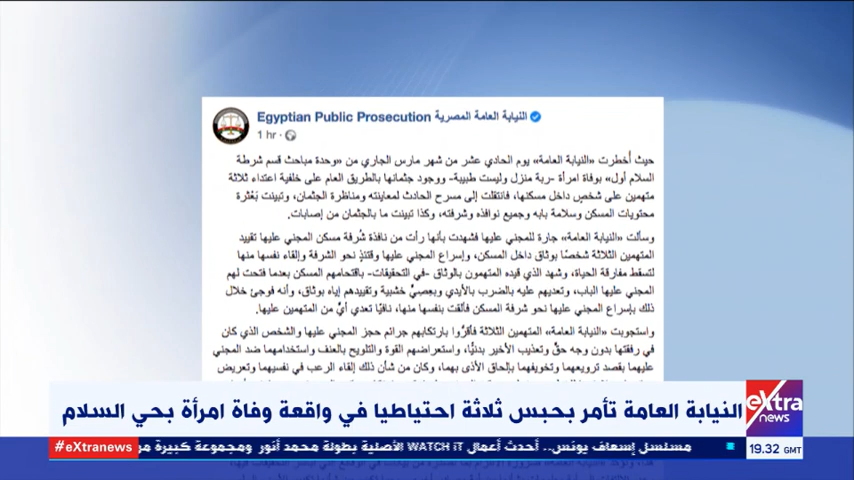 Egyptian Public Prosecution النيابة العامة المصرية
1 hr ·
حيث أُخطرت «النيابة العامة» يوم الحادي عشر من شهر مارس الجاري من «وحدة مباحث قسم شرطة
السلام أول» بوفاة امرأة -ربة منزل وليست طبيبة- ووجود جثمانها بالطريق العام على خلفية اعتداء ثلاثة
متهمين على شخصٍ داخل مسكنها، فانتقلت إلى مسرح الحادث لمعاينته ومناظرة الجثمان، وتبينت بَعْثرة
محتويات المسكن وسلامة بابه وجميع نوافذه وشرفته، وكذا تبينت ما بالجثمان من إصابات.
وسألت «النيابة العامة» جارة للمجني عليها فشهدت بأنها رأت من نافذة شُرفة مسكن المجني عليها تقييد
المتهمين الثلاثة شخصًا بوثاق داخل المسكن، وإسراع المجني عليها وقتئذٍ نحو الشرفة وإلقاء نفسها منها
لتسقط مفارقة الحياة، وشهد الذي قيده المتهمون بالوثاق -في التحقيقات- باقتحامهم المسكن بعدما فتحت لهم
المجني عليها الباب، وتعديهم عليه بالضرب بالأيدي وبعِصِيٍّ خشبية وتقييدهم إياه بوثاق، وأنه فوجئ خلال
ذلك بإسراع المجني عليها نحو شرفة المسكن فألقت بنفسها منها، نافيًا تعدي أيٌّ من المتهمين عليها.
واستجوبت «النيابة العامة» المتهمين الثلاثة فأقرُّوا بارتكابهم جرائم حجز المجني عليها والشخص الذي كان
في رفقتها بدون وجه حقٍّ وتعذيب الأخير بدنيًّا، واستعراضهم القوة والتلويح بالعنف واستخدامهما ضد المجني
عليهما بقصد ترويعهما وتخويفهما بإلحاق الأذى بهما، وكان من شأن ذلك إلقاء الرعب في نفسيهما وتعريض
النيابة العامة تأمر بحبس ثلاثة احتياطيا في واقعة وفاة امرأة بحي السلام
eXtra
news
#eXtranews
مسلسل إسعاف يونس.. أحدث أعمال WATCH iT الأصلية بطولة محمد أنور ومجموعة كبيرة من
19.32 GMT